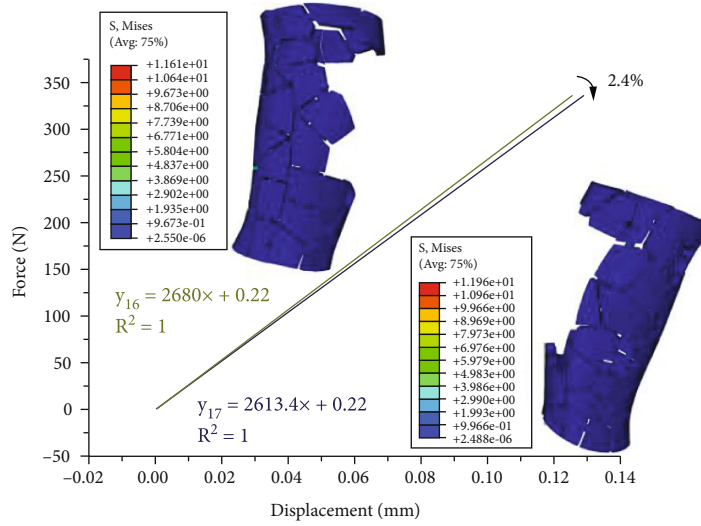 S, Mises
(Avg: 75%)
+1.161e+01
+1.064e+01
+9.673e+00
+8.706e+00
+7.739e+00
+6.771e+00
+5.804e+00
+4.837e+00
+3.869e+00
+2.902e+00
+1.935e+00
+9.673e-01
+2.550e-06
2.4%
350
300
250
200
150
100
50
0
−50
Force (N)
y16 = 2680× + 0.22
R² = 1
y17 = 2613.4× + 0.22
R² = 1
S, Mises
(Avg: 75%)
+1.196e+01
+1.096e+01
+9.966e+00
+8.969e+00
+7.973e+00
+6.976e+00
+5.979e+00
+4.983e+00
+3.986e+00
+2.990e+00
+1.993e+00
+9.966e-01
+2.488e-06
−0.02 0.00 0.02 0.04 0.06 0.08 0.10 0.12 0.14
Displacement (mm)